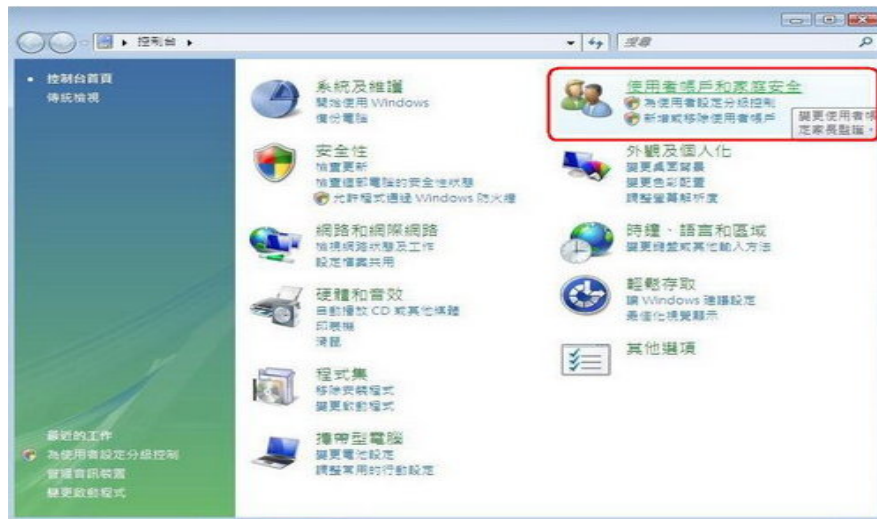 控制台
搜尋
控制台首頁
傳統檢視
系統及維護
開始使用 Windows
備份電腦
安全性
檢查更新
檢查這部電腦的安全性狀態
允許程式通過 Windows 防火牆
網路和網際網路
檢視網路狀態及工作
設定檔案共用
硬體和音效
自動播放 CD 或其他媒體
印表機
滑鼠
程式集
移除安裝程式
變更啟動程式
攜帶型電腦
變更電池設定
調整常用的行動設定
使用者帳戶和家庭安全
為使用者設定分級控制
新增或移除使用者帳戶
變更使用者帳
定家長監護，
外觀及個人化
變更桌面背景
變更色彩配置
調整螢幕解析度
時鐘、語言和區域
變更鍵盤或其他輸入方法
輕鬆存取
讓 Windows 建議設定
最佳化視覺顯示
其他選項
最近的工作
為使用者設定分級控制
管理音訊裝置
變更啟動程式